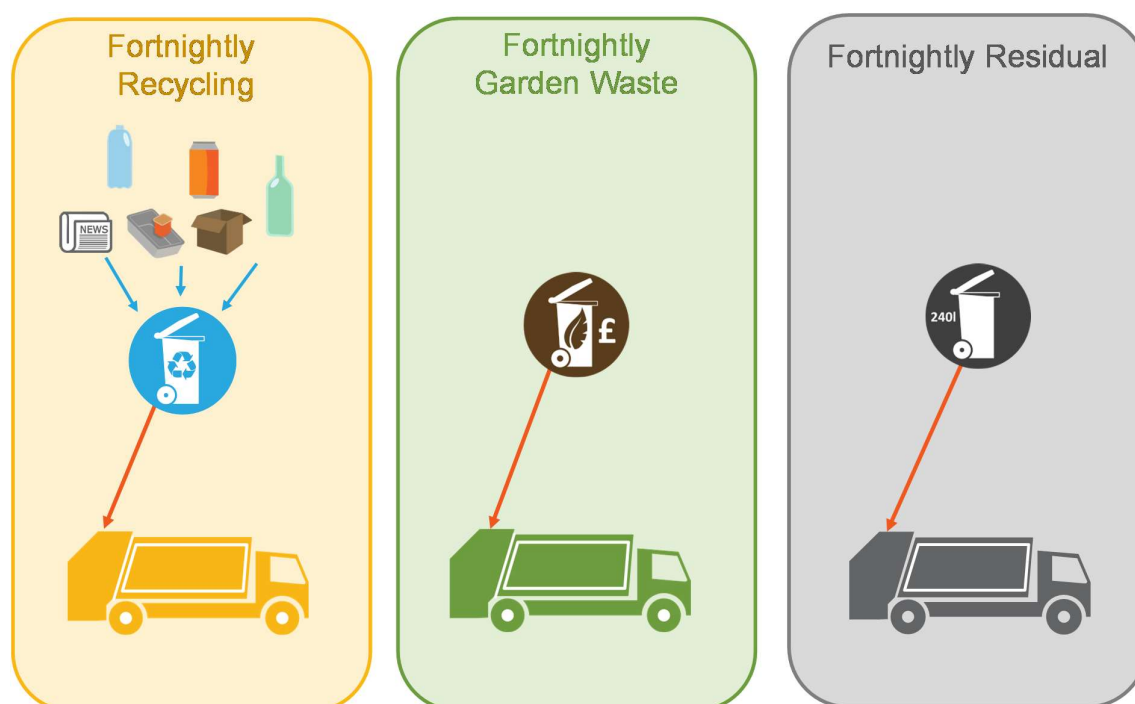 Fortnightly
Recycling
NEWS
Fortnightly
Garden Waste
£
Fortnightly Residual
240l